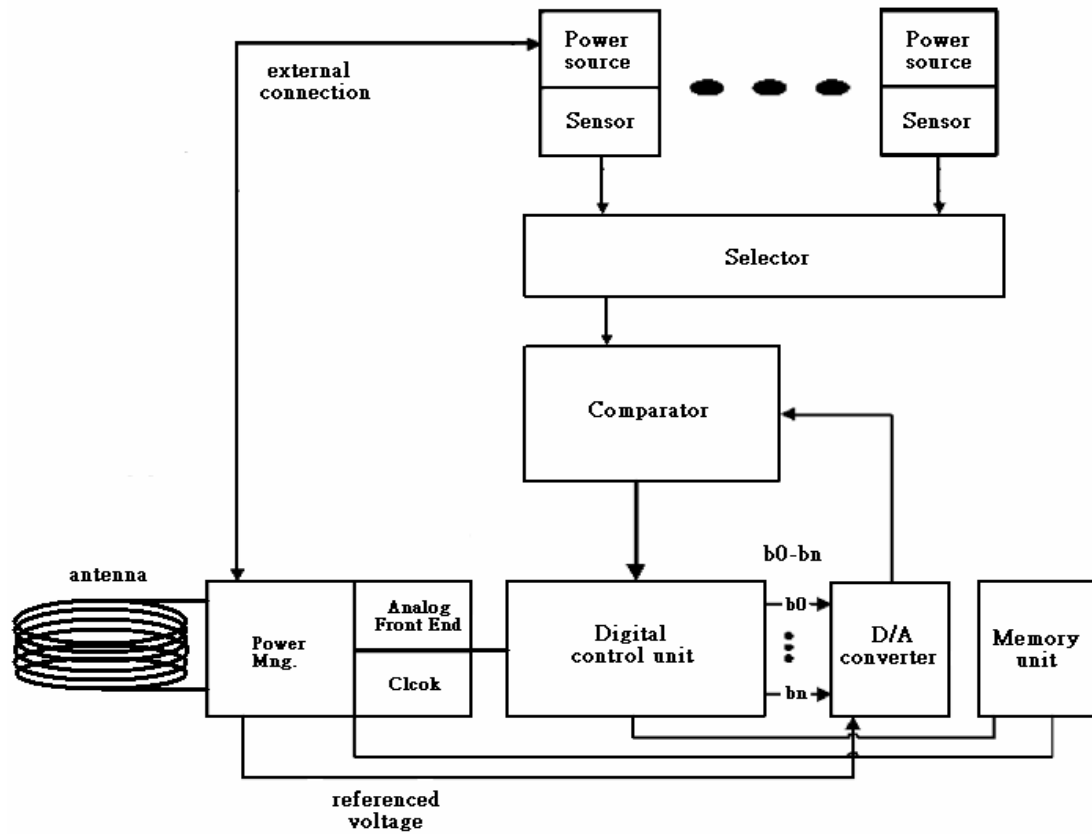 Power
source
Sensor
Power
source
Sensor
external
connection
Selector
Comparator
b0-bn
antenna
Power
Mng.
Analog
Front End
Clcok
Digital
control unit
b0
bn
D/A
converter
Memory
unit
referenced
voltage